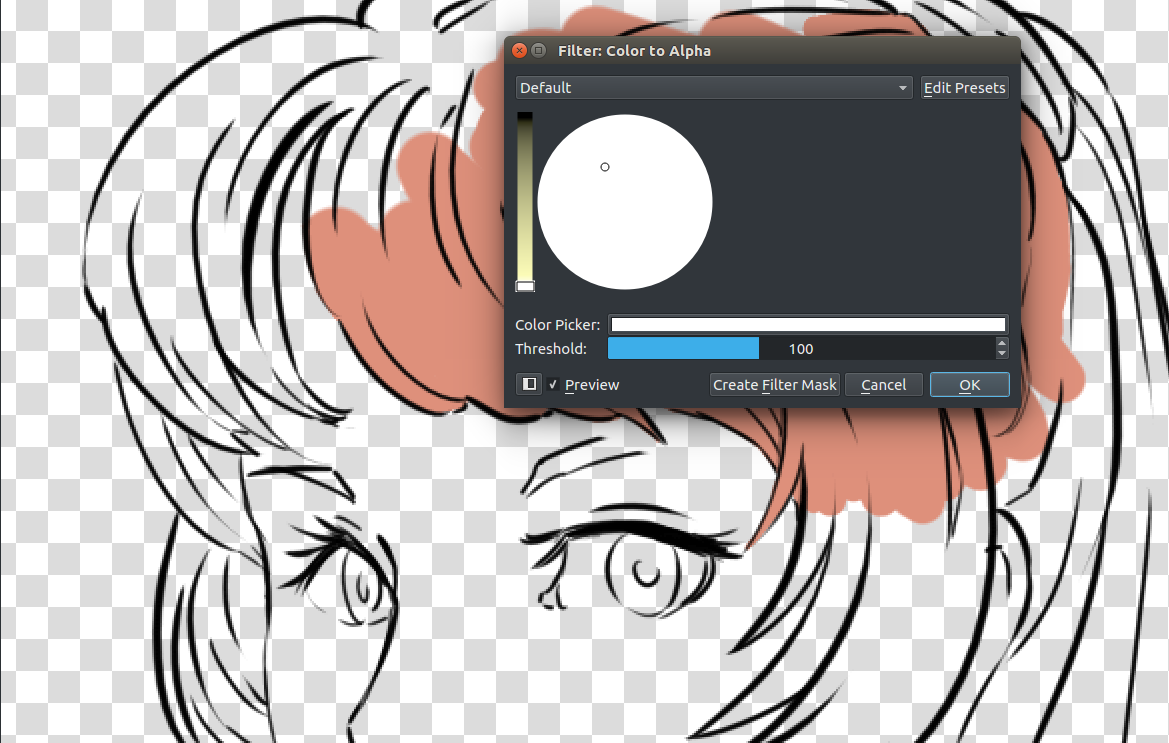 Filter: Color to Alpha
Default
Edit Presets
Color Picker:
Threshold: 100
Preview
Create Filter Mask
Cancel
OK